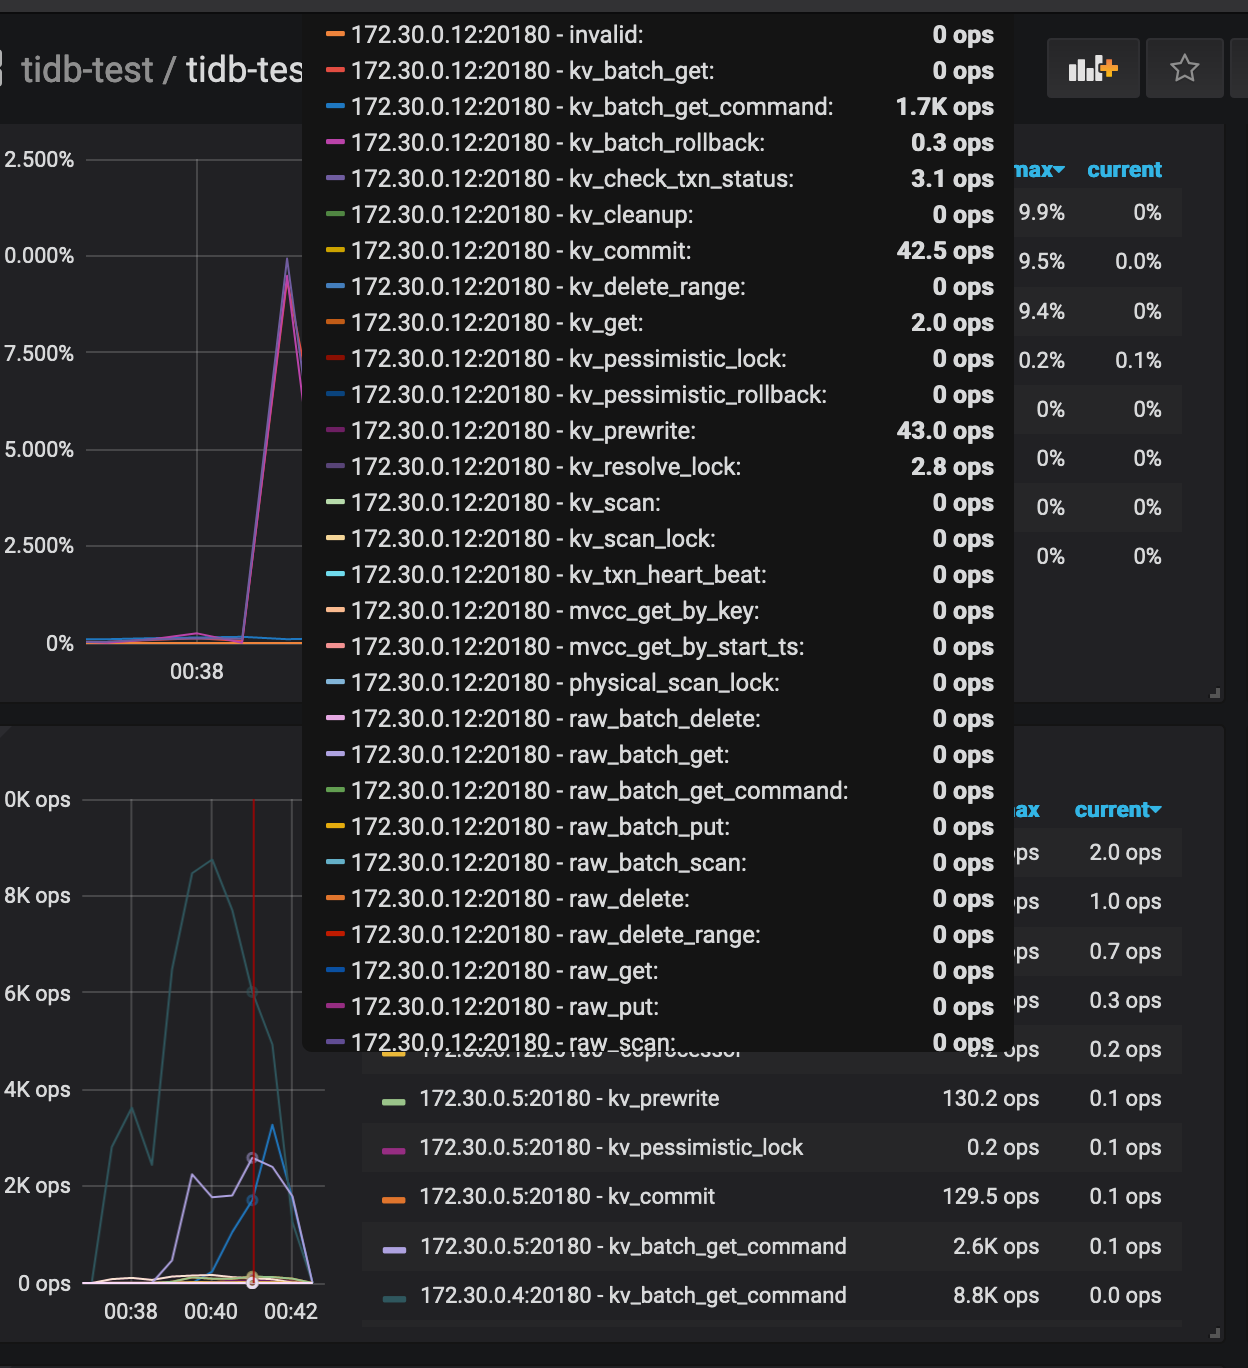 tidb-test / tidb-tes
172.30.0.12:20180 - invalid: 0 ops
172.30.0.12:20180 - kv_batch_get: 0 ops
172.30.0.12:20180 - kv_batch_get_command: 1.7K ops
172.30.0.12:20180 - kv_batch_rollback: 0.3 ops
172.30.0.12:20180 - kv_check_txn_status: 3.1 ops
172.30.0.12:20180 - kv_cleanup: 0 ops
172.30.0.12:20180 - kv_commit: 42.5 ops
172.30.0.12:20180 - kv_delete_range: 0 ops
172.30.0.12:20180 - kv_get: 2.0 ops
172.30.0.12:20180 - kv_pessimistic_lock: 0 ops
172.30.0.12:20180 - kv_pessimistic_rollback: 0 ops
172.30.0.12:20180 - kv_prewrite: 43.0 ops
172.30.0.12:20180 - kv_resolve_lock: 2.8 ops
172.30.0.12:20180 - kv_scan: 0 ops
172.30.0.12:20180 - kv_scan_lock: 0 ops
172.30.0.12:20180 - kv_txn_heart_beat: 0 ops
172.30.0.12:20180 - mvcc_get_by_key: 0 ops
172.30.0.12:20180 - mvcc_get_by_start_ts: 0 ops
172.30.0.12:20180 - physical_scan_lock: 0 ops
172.30.0.12:20180 - raw_batch_delete: 0 ops
172.30.0.12:20180 - raw_batch_get: 0 ops
172.30.0.12:20180 - raw_batch_get_command: 0 ops
172.30.0.12:20180 - raw_batch_put: 0 ops
172.30.0.12:20180 - raw_batch_scan: 0 ops
172.30.0.12:20180 - raw_delete: 0 ops
172.30.0.12:20180 - raw_delete_range: 0 ops
172.30.0.12:20180 - raw_get: 0 ops
172.30.0.12:20180 - raw_put: 0 ops
172.30.0.12:20180 - raw_scan: 0 ops
2.500%
0.000%
7.500%
5.000%
2.500%
0%
00:38
max current
9.9% 0%
9.5% 0.0%
9.4% 0%
0.2% 0.1%
0% 0%
0% 0%
0% 0%
0% 0%
0K ops
8K ops
6K ops
4K ops
2K ops
0 ops
00:38 00:40 00:42
ax current
ps 2.0 ops
ps 1.0 ops
ps 0.7 ops
ps 0.3 ops
ops 0.2 ops
172.30.0.5:20180 - kv_prewrite 130.2 ops 0.1 ops
172.30.0.5:20180 - kv_pessimistic_lock 0.2 ops 0.1 ops
172.30.0.5:20180 - kv_commit 129.5 ops 0.1 ops
172.30.0.5:20180 - kv_batch_get_command 2.6K ops 0.1 ops
172.30.0.4:20180 - kv_batch_get_command 8.8K ops 0.0 ops